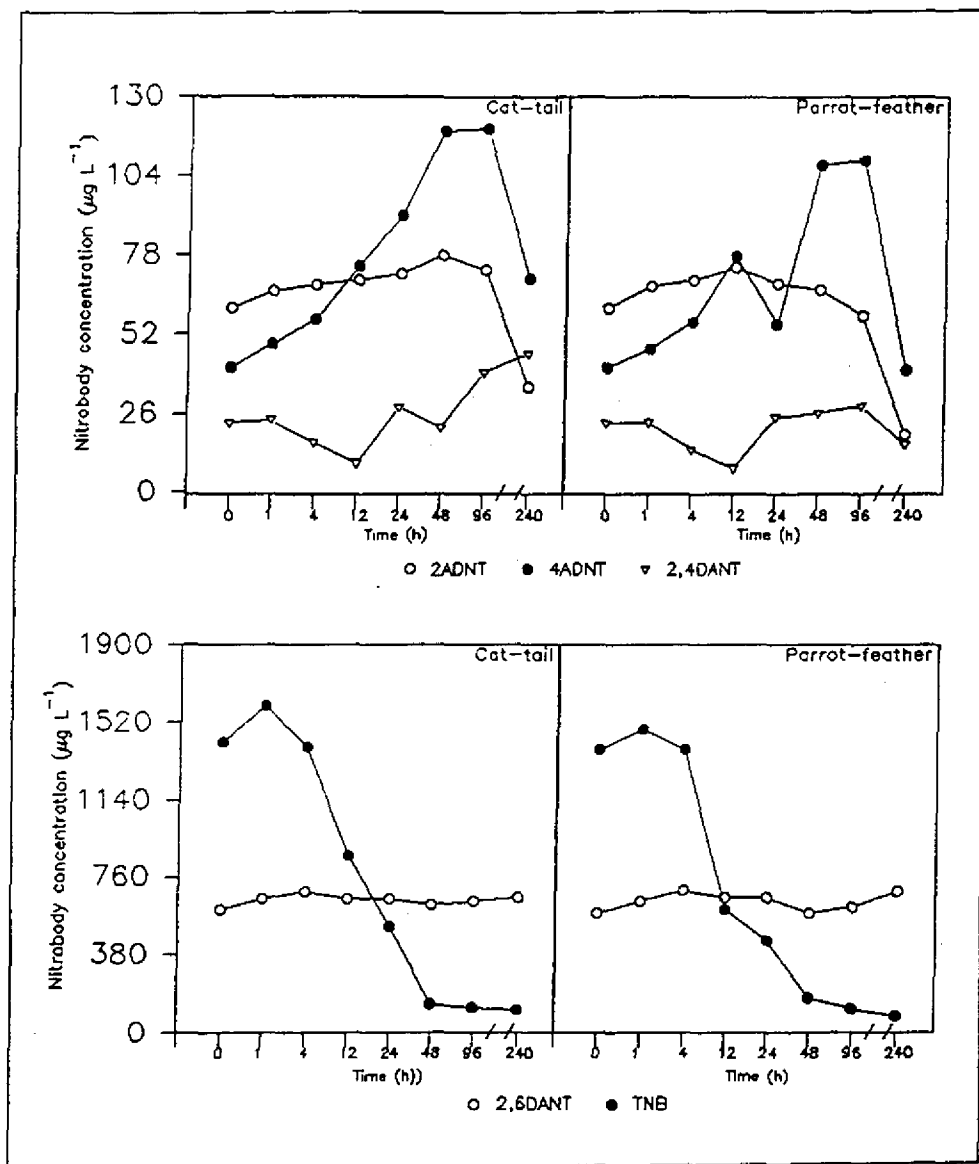 Nitrobody concentration (µg L⁻¹)
130
104
78
52
26
0
Cat-tail
Parrot-feather
0 1 4 12 24 48 96 240
0 1 4 12 24 48 96 240
Time (h)
Time (h)
2ADNT 4ADNT 2,4DANT
Nitrobody concentration (µg L⁻¹)
1900
1520
1140
760
380
0
Cat-tail
Parrot-feather
0 1 4 12 24 48 96 240
0 1 4 12 24 48 96 240
Time (h))
Time (h)
2,6DANT TNB